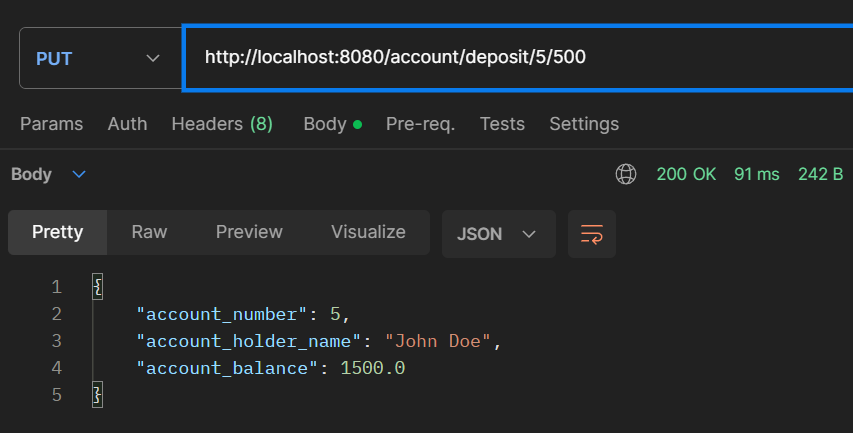 PUT http://localhost:8080/account/deposit/5/500
Params Auth Headers (8) Body Pre-req. Tests Settings
Body 200 OK 91 ms 242 B
Pretty Raw Preview Visualize JSON
1 {
2 "account_number": 5,
3 "account_holder_name": "John Doe",
4 "account_balance": 1500.0
5 }